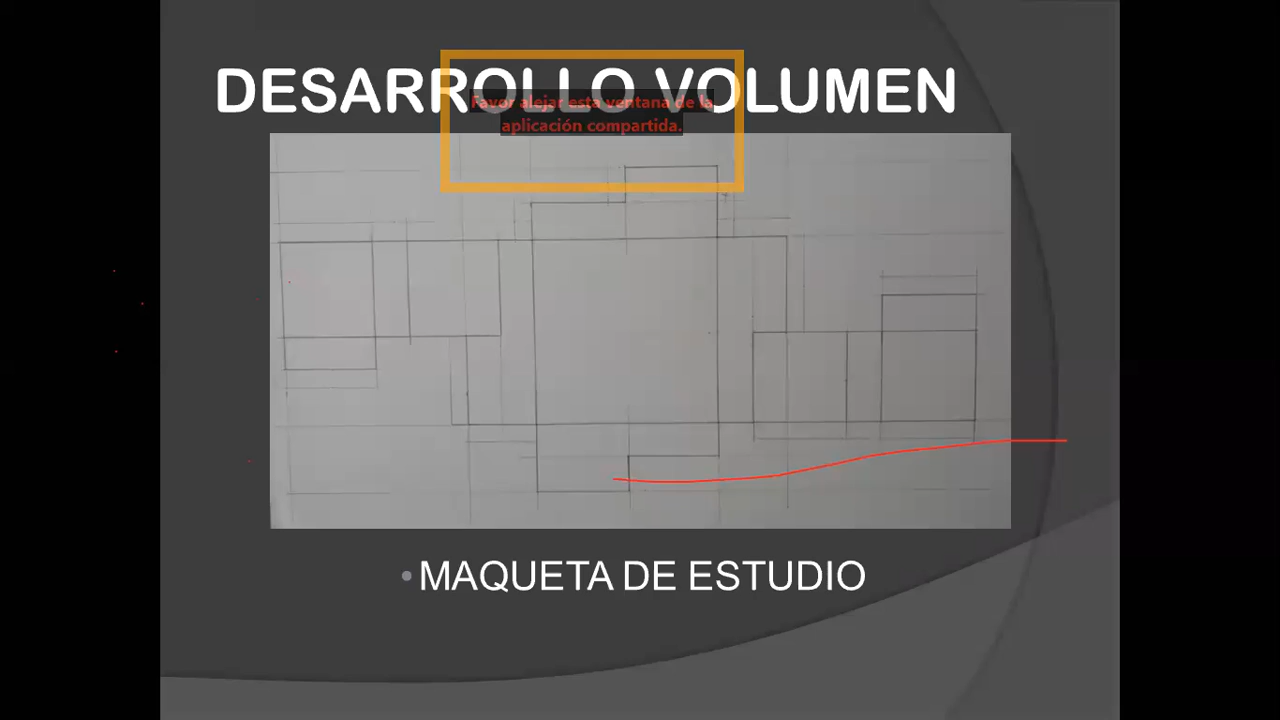 DESARROLLO VOLUMEN
Favor alejar esta ventana de la
aplicación compartida.
•MAQUETA DE ESTUDIO